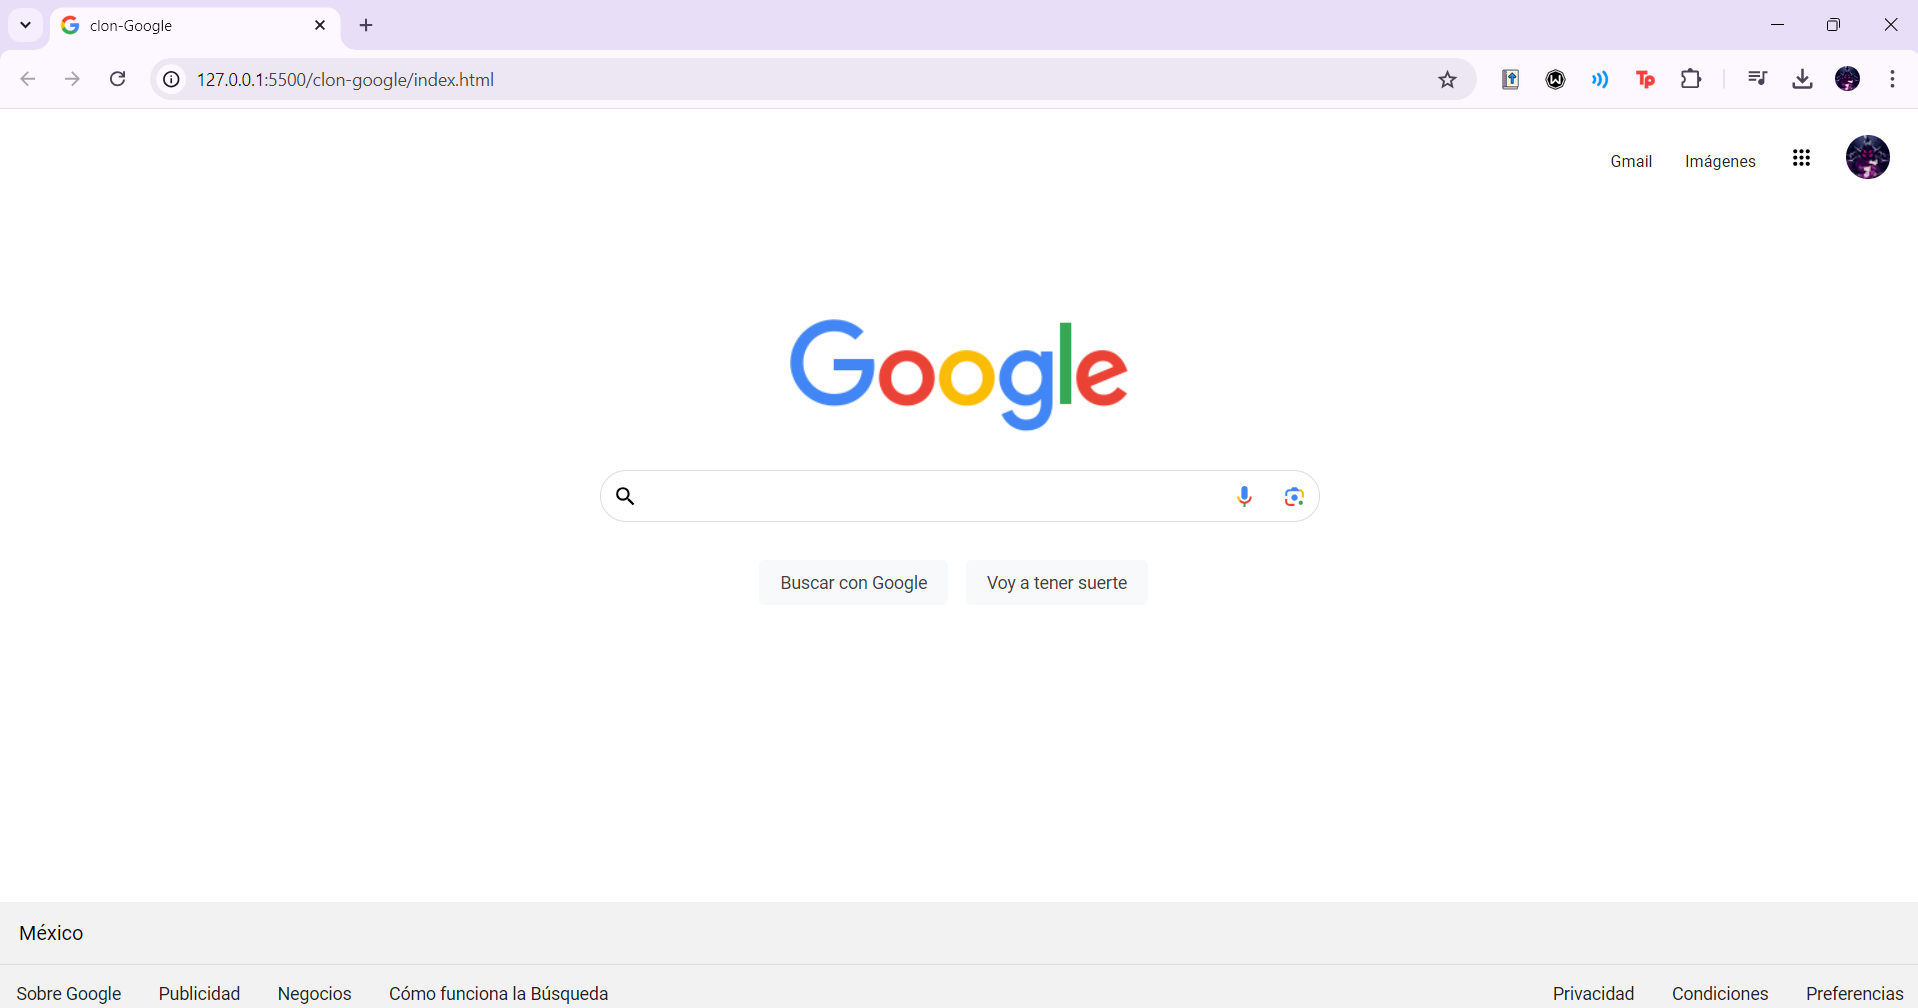 clon-Google
127.0.0.1:5500/clon-google/index.html
Gmail Imágenes
Google
Buscar con Google Voy a tener suerte
México
Sobre Google Publicidad Negocios Cómo funciona la Búsqueda Privacidad Condiciones Preferencias